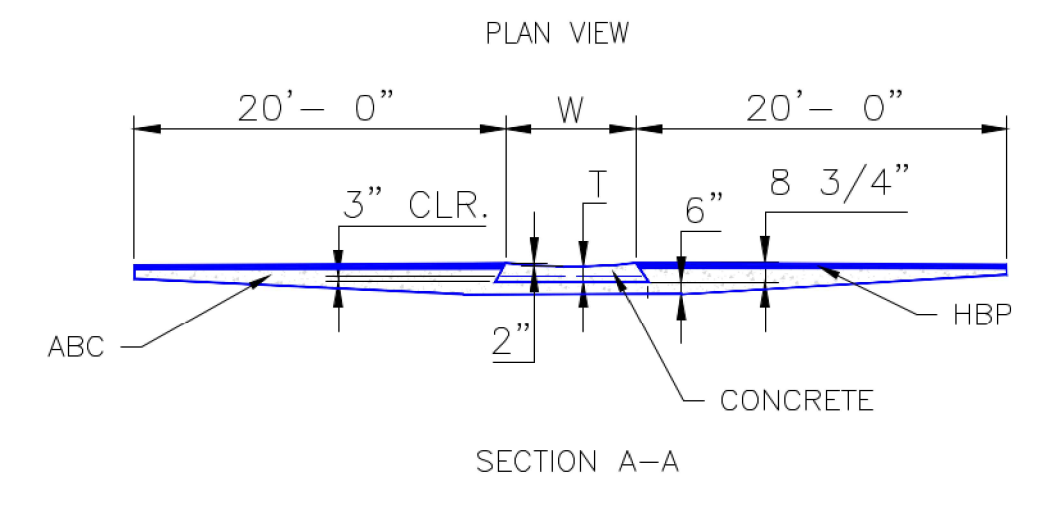 PLAN VIEW
20'- 0" W 20'- 0"
3" CLR. T 6" 8 3/4"
ABC 2" HBP
CONCRETE
SECTION A-A